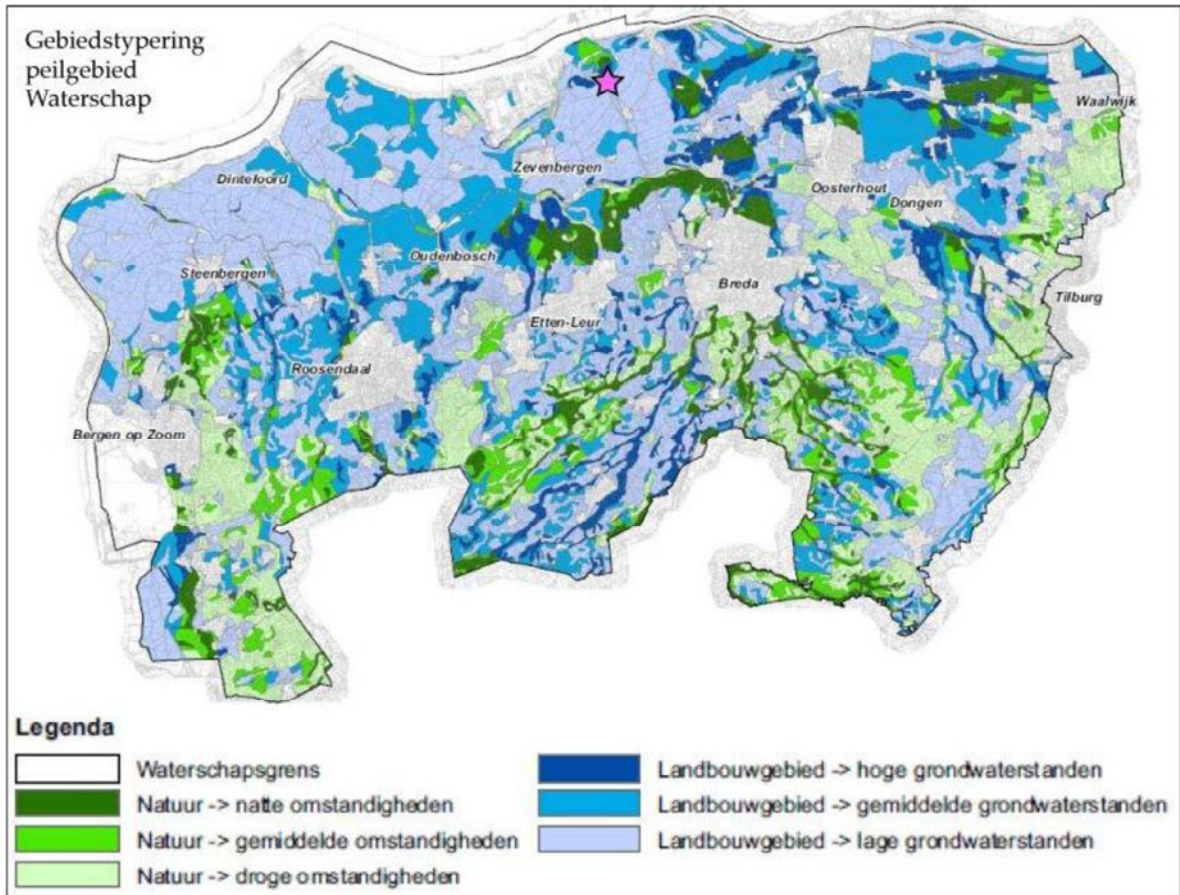 Gebiedstypering
peilgebied
Waterschap
Waalwijk
Zevenbergen
Dinteloord
Oosterhout
Dongen
Oudenbosch
Steenbergen
Breda
Tilburg
Etten-Leur
Roosendaal
Bergen op Zoom
Legenda
Waterschapsgrens
Natuur -> natte omstandigheden
Natuur -> gemiddelde omstandigheden
Natuur -> droge omstandigheden
Landbouwgebied -> hoge grondwaterstanden
Landbouwgebied -> gemiddelde grondwaterstanden
Landbouwgebied -> lage grondwaterstanden